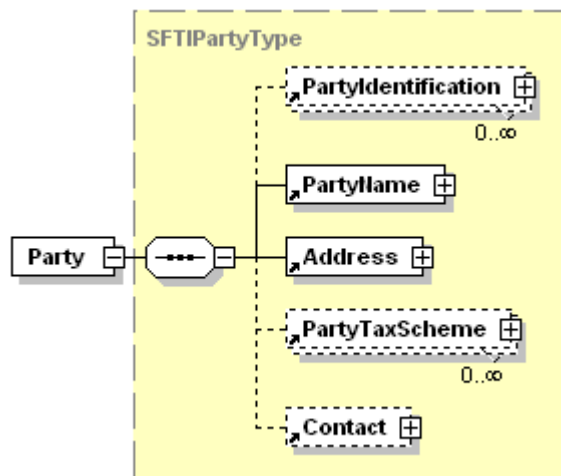 SFTIPartyType
PartyIdentification
0..∞
PartyName
Party
Address
PartyTaxScheme
0..∞
Contact